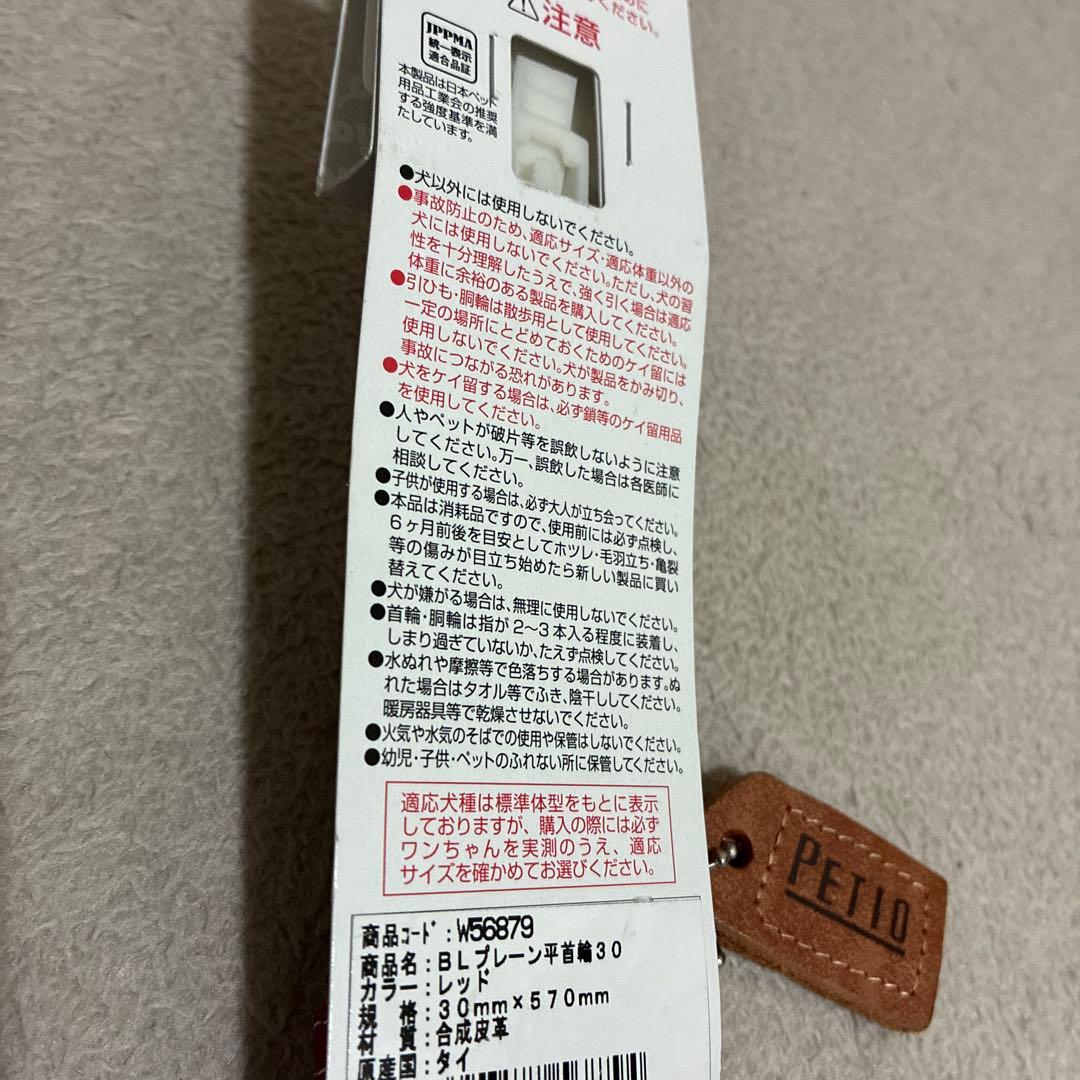 ください。
注意
JPPMA
統一表示
適合品証
本製品は日本ペット
用品工業会の推奨
する強度基準を満
たしています。
●犬以外には使用しないでください。
●事故防止のため、適応サイズ・適応体重以外の
犬には使用しないでください。ただし、犬の習
性を十分理解したうえで、強く引く場合は適応
体重に余裕のある製品を購入してください。
●引ひも・胴輪は散歩用として使用してください。
一定の場所にとどめておくためのケイ留には
使用しないでください。犬が製品をかみ切り、
事故につながる恐れがあります。
●犬をケイ留する場合は、必ず鎖等のケイ留用品
を使用してください。
●人やペットが破片等を誤飲しないように注意
してください。万一、誤飲した場合は各医師に
相談してください。
●子供が使用する場合は、必ず大人が立ち会ってください。
●本品は消耗品ですので、使用前には必ず点検し、
6ヶ月前後を目安としてホツレ・毛羽立ち・亀裂
等の傷みが目立ち始めたら新しい製品に買い
替えてください。
●犬が嫌がる場合は、無理に使用しないでください。
●首輪・胴輪は指が2〜3本入る程度に装着し、
しまり過ぎていないか、たえず点検してください。
●水ぬれや摩擦等で色落ちする場合があります。ぬ
れた場合はタオル等でふき、陰干ししてください。
暖房器具等で乾燥させないでください。
●火気や水気のそばでの使用や保管はしないでください。
●幼児・子供・ペットのふれない所に保管してください。
適応犬種は標準体型をもとに表示
しておりますが、購入の際には必ず
ワンちゃんを実測のうえ、適応
サイズを確かめてお選びください。
商品コード:W56879
商品名:BLプレーン平首輪30
カラー:レッド
規 格:30mm×570mm
材 質:合成皮革
原産国:タイ
PETIO